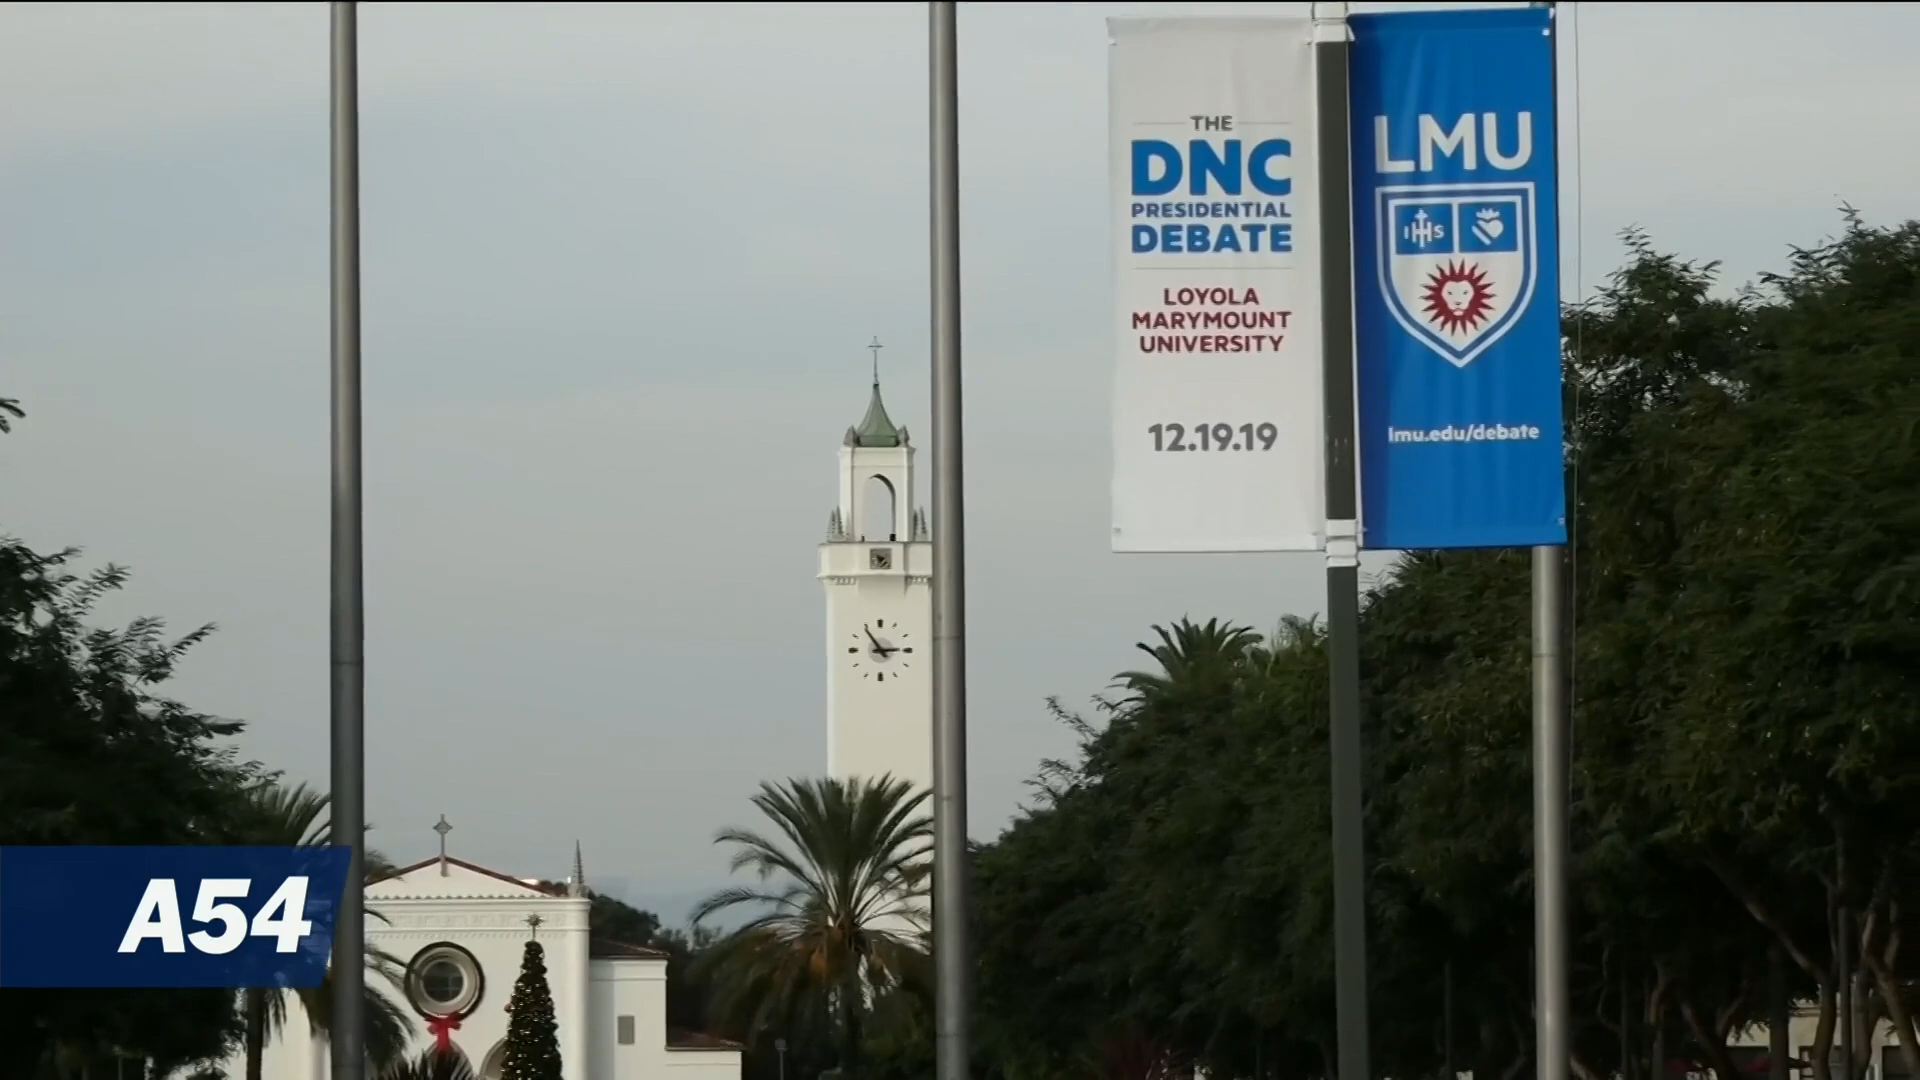 THE
DNC
PRESIDENTIAL
DEBATE
LOYOLA
MARYMOUNT
UNIVERSITY
12.19.19
LMU
IHS
lmu.edu/debate
A54